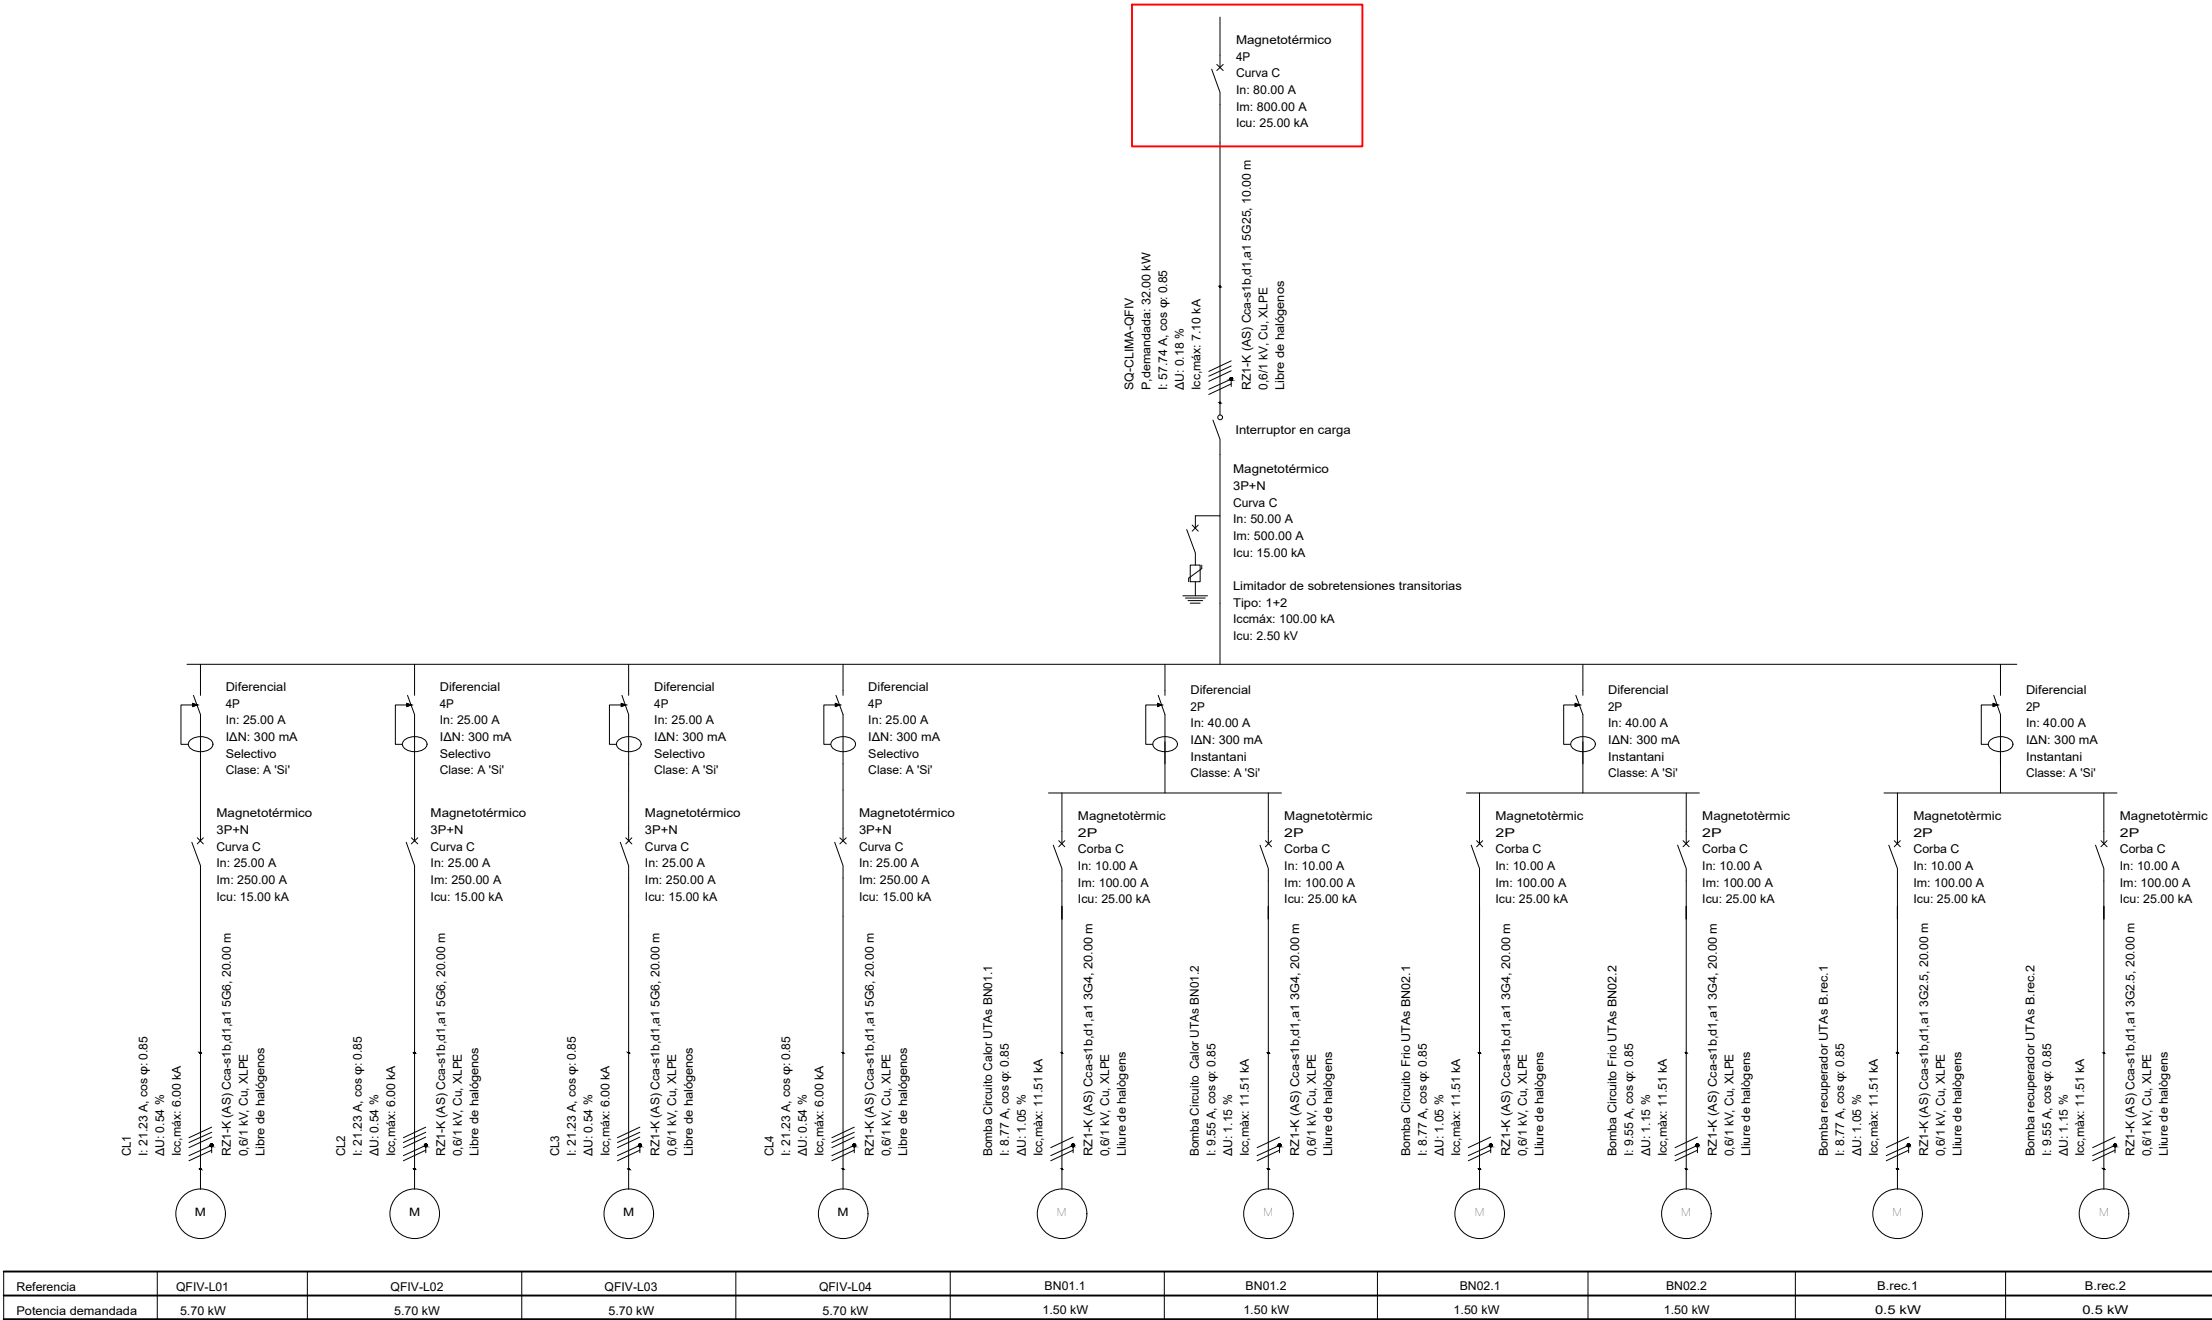 Magnetotérmico
4P
Curva C
In: 80.00 A
Im: 800.00 A
Icu: 25.00 kA
SQ-CLIMA-QFIV
P.demandada: 32.00 kW
I: 57.74 A, cos φ: 0.85
ΔU: 0.18 %
Icc,máx: 7.10 kA
RZ1-K (AS) Cca-s1b,d1,a1 5G25, 10.00 m
0,6/1 kV, Cu, XLPE
Libre de halógenos
Interruptor en carga
Magnetotérmico
3P+N
Curva C
In: 50.00 A
Im: 500.00 A
Icu: 15.00 kA
Limitador de sobretensiones transitorias
Tipo: 1+2
Iccmáx: 100.00 kA
Icu: 2.50 kV
Diferencial
4P
In: 25.00 A
IΔN: 300 mA
Selectivo
Clase: A 'Si'
Magnetotérmico
3P+N
Curva C
In: 25.00 A
Im: 250.00 A
Icu: 15.00 kA
CL1
I: 21.23 A, cos φ: 0.85
ΔU: 0.54 %
Icc,máx: 6.00 kA
RZ1-K (AS) Cca-s1b,d1,a1 5G6, 20.00 m
0,6/1 kV, Cu, XLPE
Libre de halógenos
M
Diferencial
4P
In: 25.00 A
IΔN: 300 mA
Selectivo
Clase: A 'Si'
Magnetotérmico
3P+N
Curva C
In: 25.00 A
Im: 250.00 A
Icu: 15.00 kA
CL2
I: 21.23 A, cos φ: 0.85
ΔU: 0.54 %
Icc,máx: 6.00 kA
RZ1-K (AS) Cca-s1b,d1,a1 5G6, 20.00 m
0,6/1 kV, Cu, XLPE
Libre de halógenos
M
Diferencial
4P
In: 25.00 A
IΔN: 300 mA
Selectivo
Clase: A 'Si'
Magnetotérmico
3P+N
Curva C
In: 25.00 A
Im: 250.00 A
Icu: 15.00 kA
CL3
I: 21.23 A, cos φ: 0.85
ΔU: 0.54 %
Icc,máx: 6.00 kA
RZ1-K (AS) Cca-s1b,d1,a1 5G6, 20.00 m
0,6/1 kV, Cu, XLPE
Libre de halógenos
M
Diferencial
4P
In: 25.00 A
IΔN: 300 mA
Selectivo
Clase: A 'Si'
Magnetotérmico
3P+N
Curva C
In: 25.00 A
Im: 250.00 A
Icu: 15.00 kA
CL4
I: 21.23 A, cos φ: 0.85
ΔU: 0.54 %
Icc,máx: 6.00 kA
RZ1-K (AS) Cca-s1b,d1,a1 5G6, 20.00 m
0,6/1 kV, Cu, XLPE
Libre de halógenos
M
Diferencial
2P
In: 40.00 A
IΔN: 300 mA
Instantani
Classe: A 'Si'
Magnetotèrmic
2P
Corba C
In: 10.00 A
Im: 100.00 A
Icu: 25.00 kA
Bomba Circuito Calor UTAs BN01.1
I: 8.77 A, cos φ: 0.85
ΔU: 1.05 %
Icc,màx: 11.51 kA
RZ1-K (AS) Cca-s1b,d1,a1 3G4, 20.00 m
0,6/1 kV, Cu, XLPE
Lliure de halògens
M
Magnetotèrmic
2P
Corba C
In: 10.00 A
Im: 100.00 A
Icu: 25.00 kA
Bomba Circuito Calor UTAs BN01.2
I: 9.55 A, cos φ: 0.85
ΔU: 1.15 %
Icc,màx: 11.51 kA
RZ1-K (AS) Cca-s1b,d1,a1 3G4, 20.00 m
0,6/1 kV, Cu, XLPE
Lliure de halògens
M
Diferencial
2P
In: 40.00 A
IΔN: 300 mA
Instantani
Classe: A 'Si'
Magnetotèrmic
2P
Corba C
In: 10.00 A
Im: 100.00 A
Icu: 25.00 kA
Bomba Circuito Frio UTAs BN02.1
I: 8.77 A, cos φ: 0.85
ΔU: 1.05 %
Icc,màx: 11.51 kA
RZ1-K (AS) Cca-s1b,d1,a1 3G4, 20.00 m
0,6/1 kV, Cu, XLPE
Lliure de halògens
M
Magnetotèrmic
2P
Corba C
In: 10.00 A
Im: 100.00 A
Icu: 25.00 kA
Bomba Circuito Frio UTAs BN02.2
I: 9.55 A, cos φ: 0.85
ΔU: 1.15 %
Icc,màx: 11.51 kA
RZ1-K (AS) Cca-s1b,d1,a1 3G4, 20.00 m
0,6/1 kV, Cu, XLPE
Lliure de halògens
M
Diferencial
2P
In: 40.00 A
IΔN: 300 mA
Instantani
Classe: A 'Si'
Magnetotèrmic
2P
Corba C
In: 10.00 A
Im: 100.00 A
Icu: 25.00 kA
Bomba recuperador UTAs B.rec.1
I: 8.77 A, cos φ: 0.85
ΔU: 1.05 %
Icc,màx: 11.51 kA
RZ1-K (AS) Cca-s1b,d1,a1 3G2.5, 20.00 m
0,6/1 kV, Cu, XLPE
Lliure de halògens
M
Magnetotèrmic
2P
Corba C
In: 10.00 A
Im: 100.00 A
Icu: 25.00 kA
Bomba recuperador UTAs B.rec.2
I: 9.55 A, cos φ: 0.85
ΔU: 1.15 %
Icc,màx: 11.51 kA
RZ1-K (AS) Cca-s1b,d1,a1 3G2.5, 20.00 m
0,6/1 kV, Cu, XLPE
Lliure de halògens
M
Referencia QFIV-L01 QFIV-L02 QFIV-L03 QFIV-L04 BN01.1 BN01.2 BN02.1 BN02.2 B.rec.1 B.rec.2
Potencia demandada 5.70 kW 5.70 kW 5.70 kW 5.70 kW 1.50 kW 1.50 kW 1.50 kW 1.50 kW 0.5 kW 0.5 kW